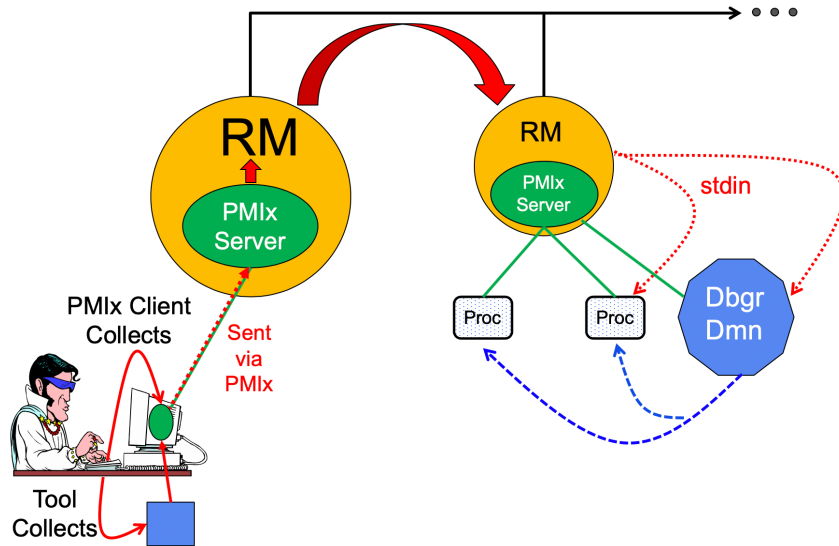 RM
PMIx
Server
RM
PMIx
Server
stdin
PMIx Client
Collects
Sent
via
PMIx
Proc
Proc
Dbgr
Dmn
Tool
Collects